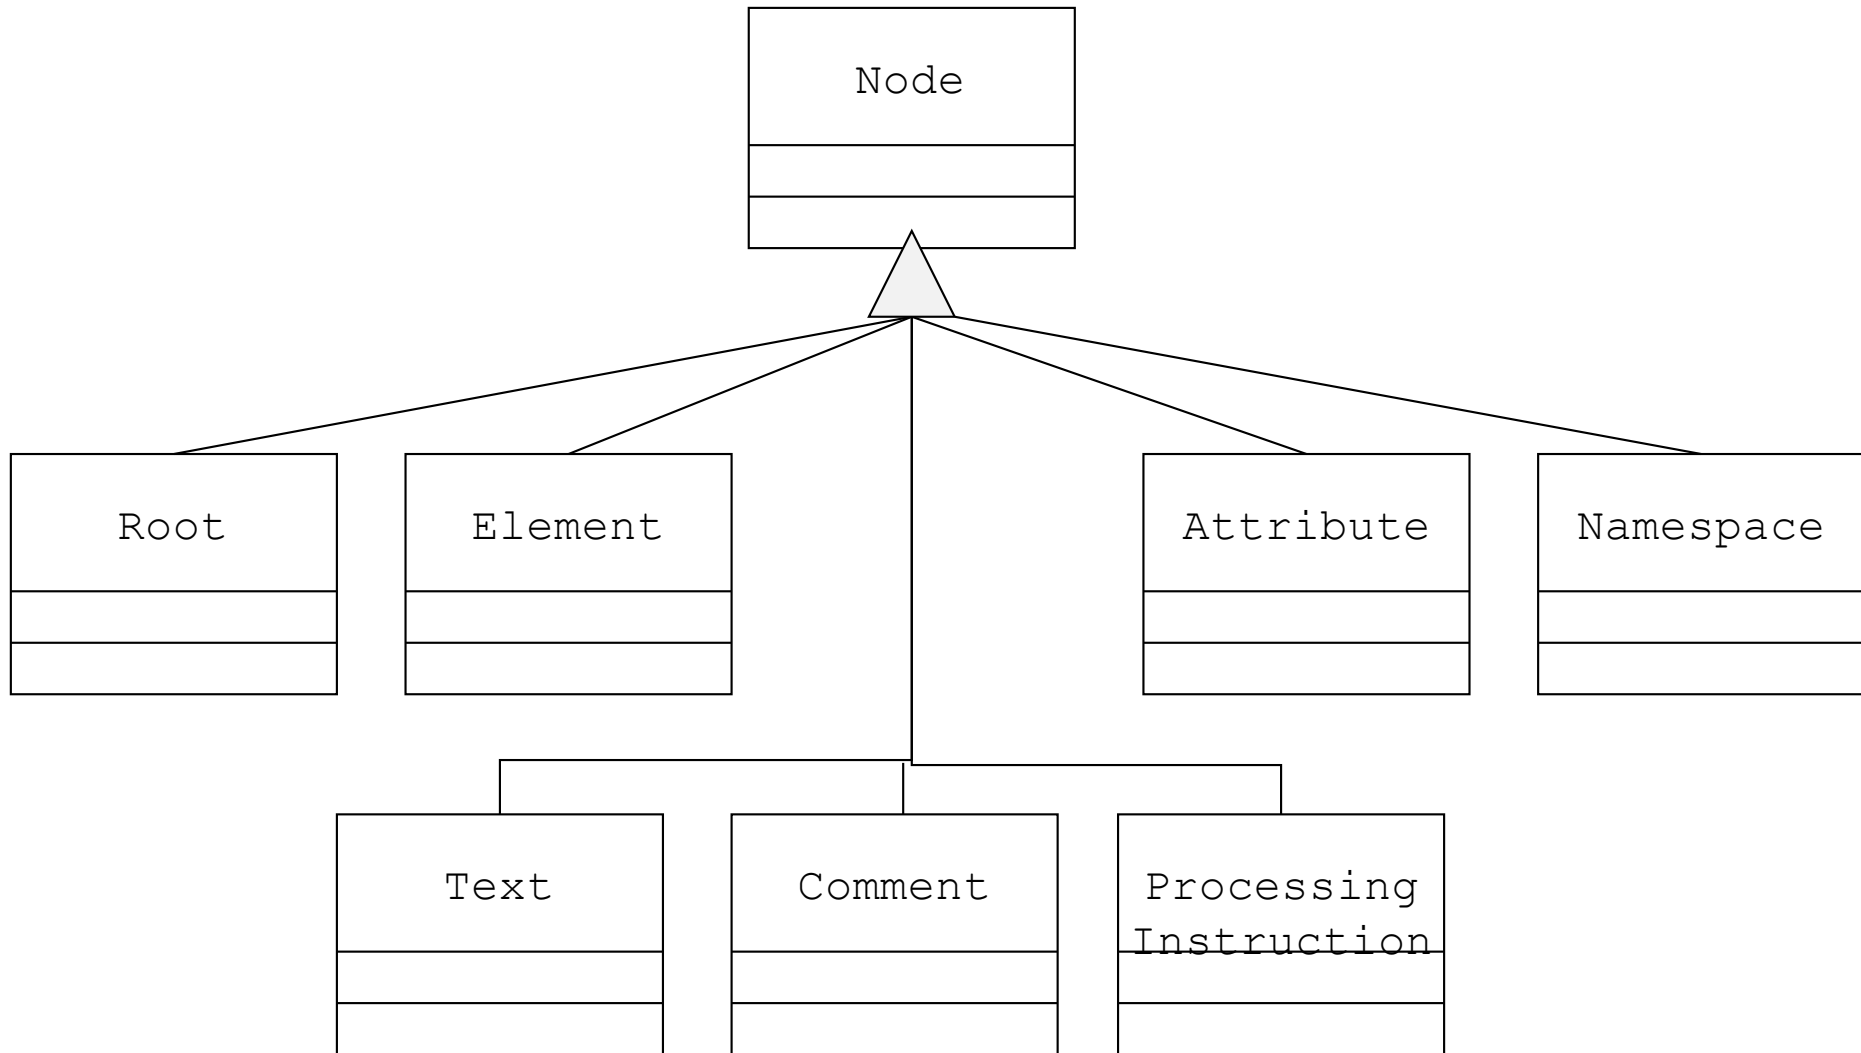 Node
Root
Element
Attribute
Namespace
Text
Comment
Processing
Instruction